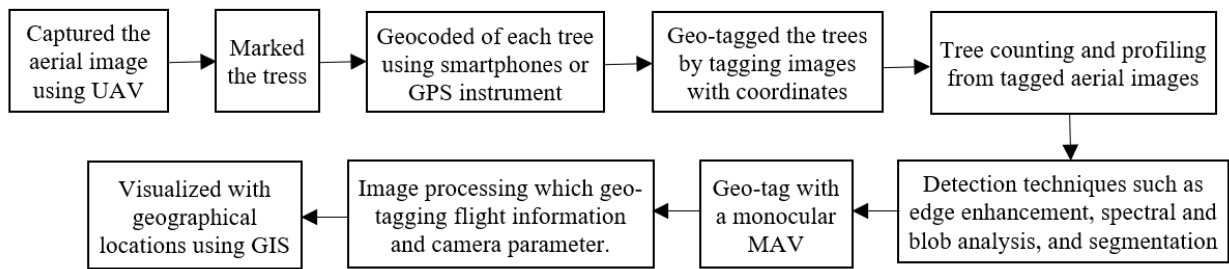 Captured the
aerial image
using UAV
Marked
the tress
Geocoded of each tree
using smartphones or
GPS instrument
Geo-tagged the trees
by tagging images
with coordinates
Tree counting and profiling
from tagged aerial images
Detection techniques such as
edge enhancement, spectral and
blob analysis, and segmentation
Geo-tag with
a monocular
MAV
Image processing which geo-
tagging flight information
and camera parameter.
Visualized with
geographical
locations using GIS